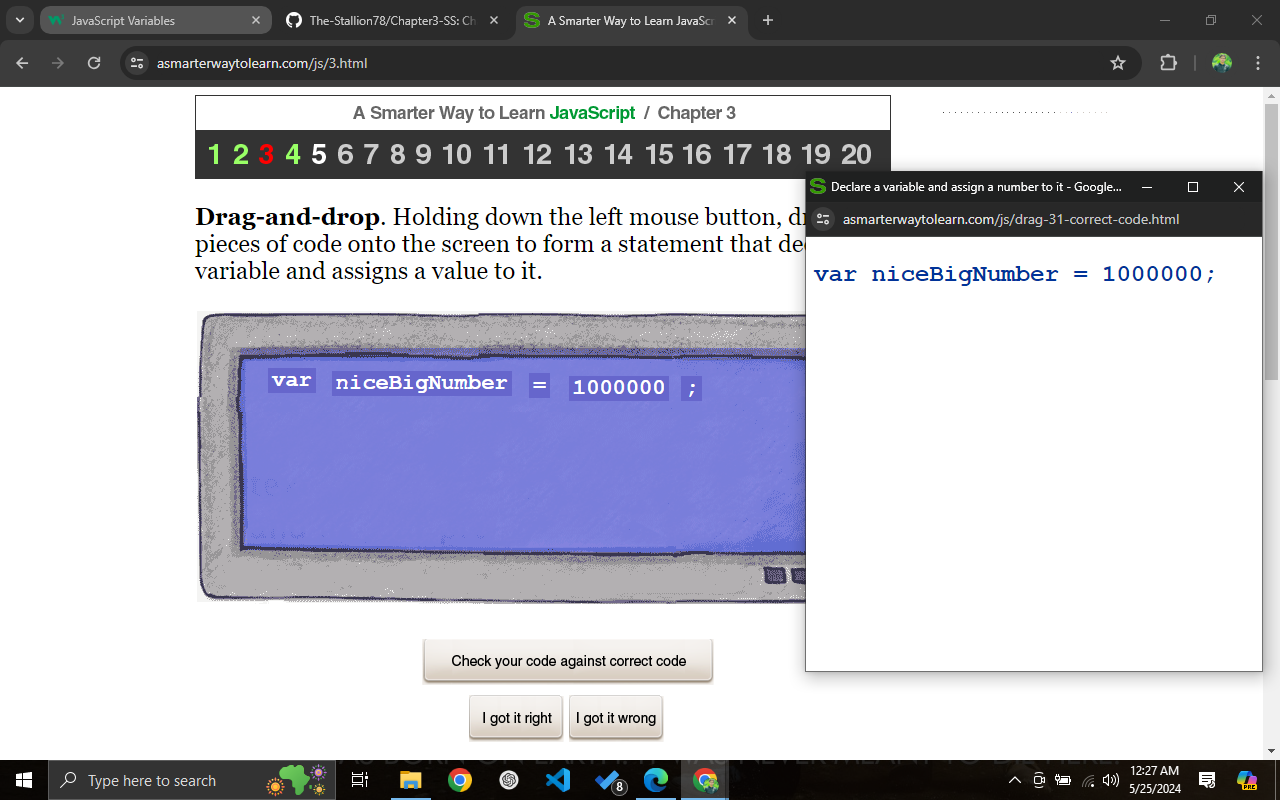 JavaScript Variables
The-Stallion78/Chapter3-SS: Ch
A Smarter Way to Learn JavaScr
asmarterwaytolearn.com/js/3.html
A Smarter Way to Learn JavaScript / Chapter 3
1 2 3 4 5 6 7 8 9 10 11 12 13 14 15 16 17 18 19 20
Drag-and-drop. Holding down the left mouse button,
pieces of code onto the screen to form a statement that
variable and assigns a value to it.
var niceBigNumber = 1000000 ;
Check your code against correct code
I got it right I got it wrong
Declare a variable and assign a number to it - Google...
asmarterwaytolearn.com/js/drag-31-correct-code.html
var niceBigNumber = 1000000;
Type here to search
8
12:27 AM
5/25/2024
PRE